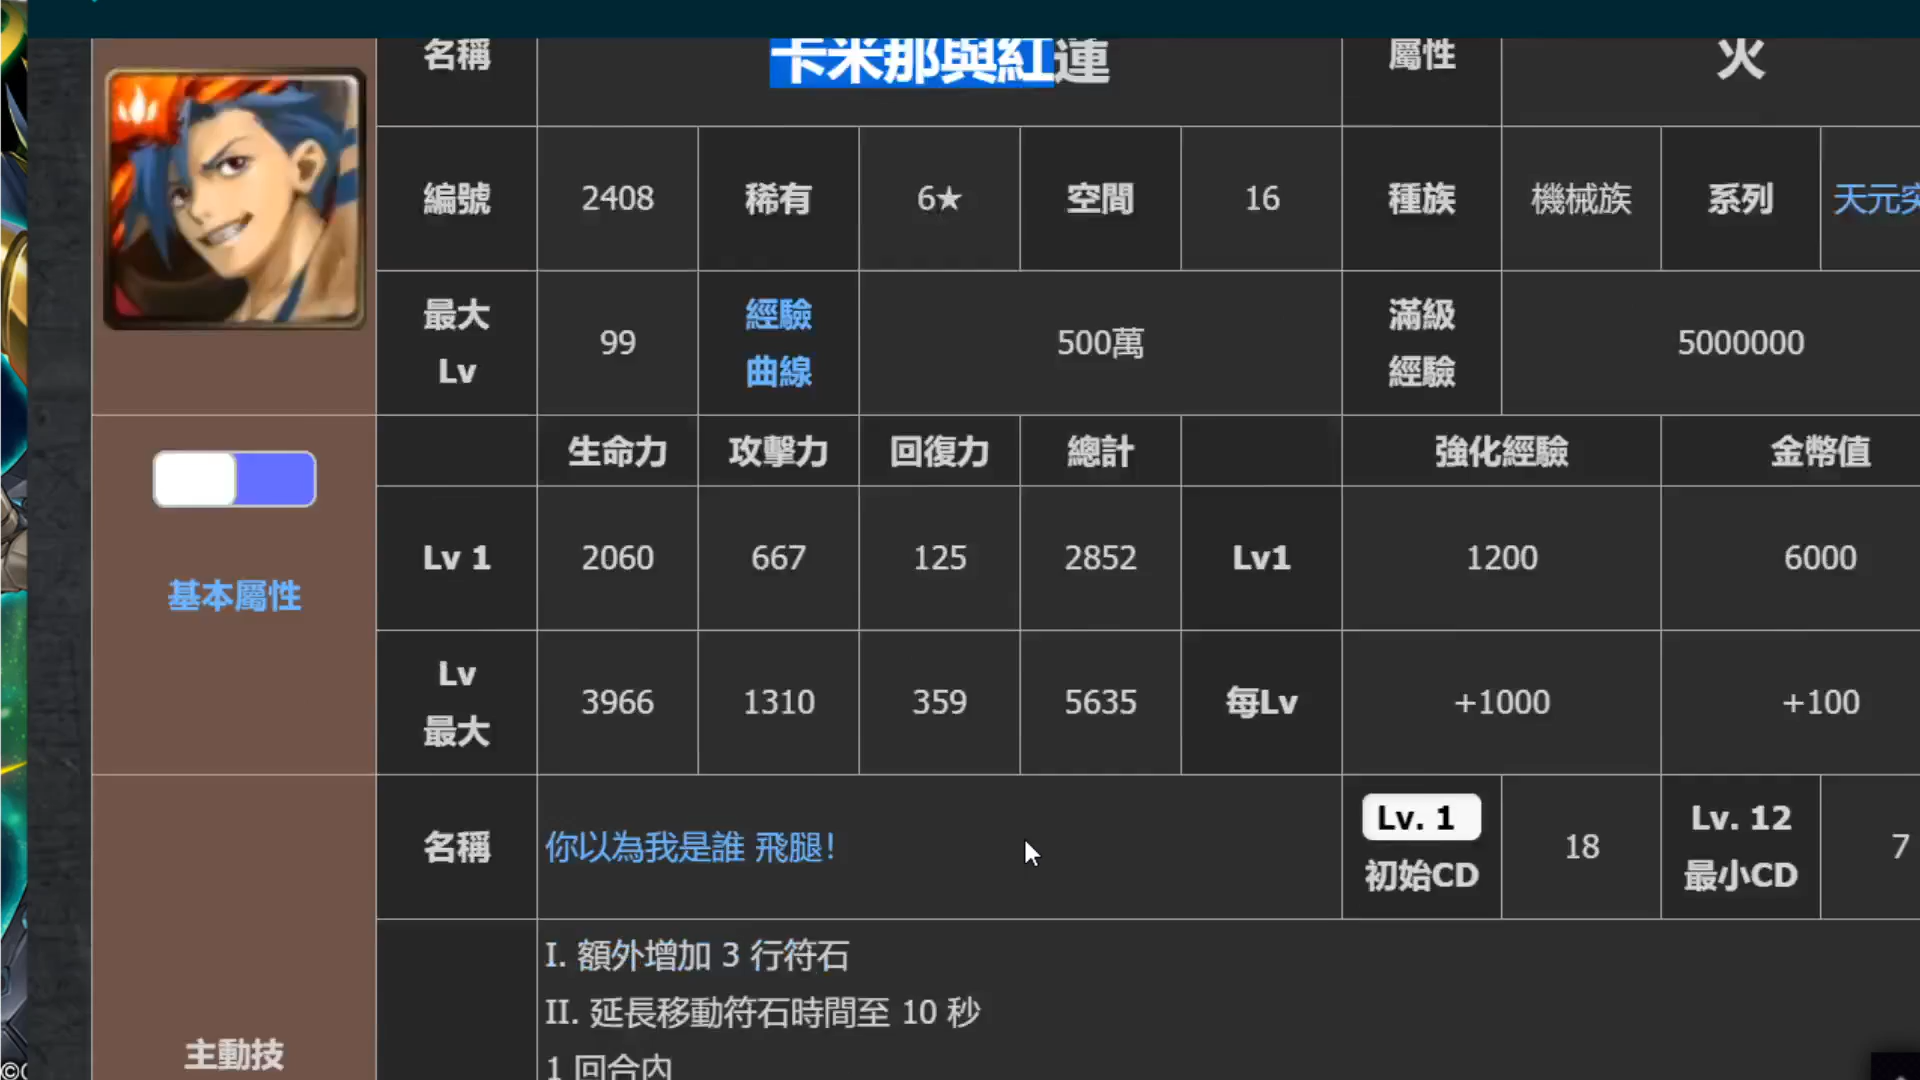 名稱 卡米那與紅蓮 屬性 火
編號 2408 稀有 6★ 空間 16 種族 機械族 系列 天元突
最大 Lv 99 經驗曲線 500萬 滿級經驗 5000000
基本屬性
生命力 攻擊力 回復力 總計 強化經驗 金幣值
Lv 1 2060 667 125 2852 Lv1 1200 6000
Lv 最大 3966 1310 359 5635 每Lv +1000 +100
名稱 你以為我是誰 飛腿! Lv. 1 初始CD 18 Lv. 12 最小CD 7
主動技
I. 額外增加 3 行符石
II. 延長移動符石時間至 10 秒
1 回合內